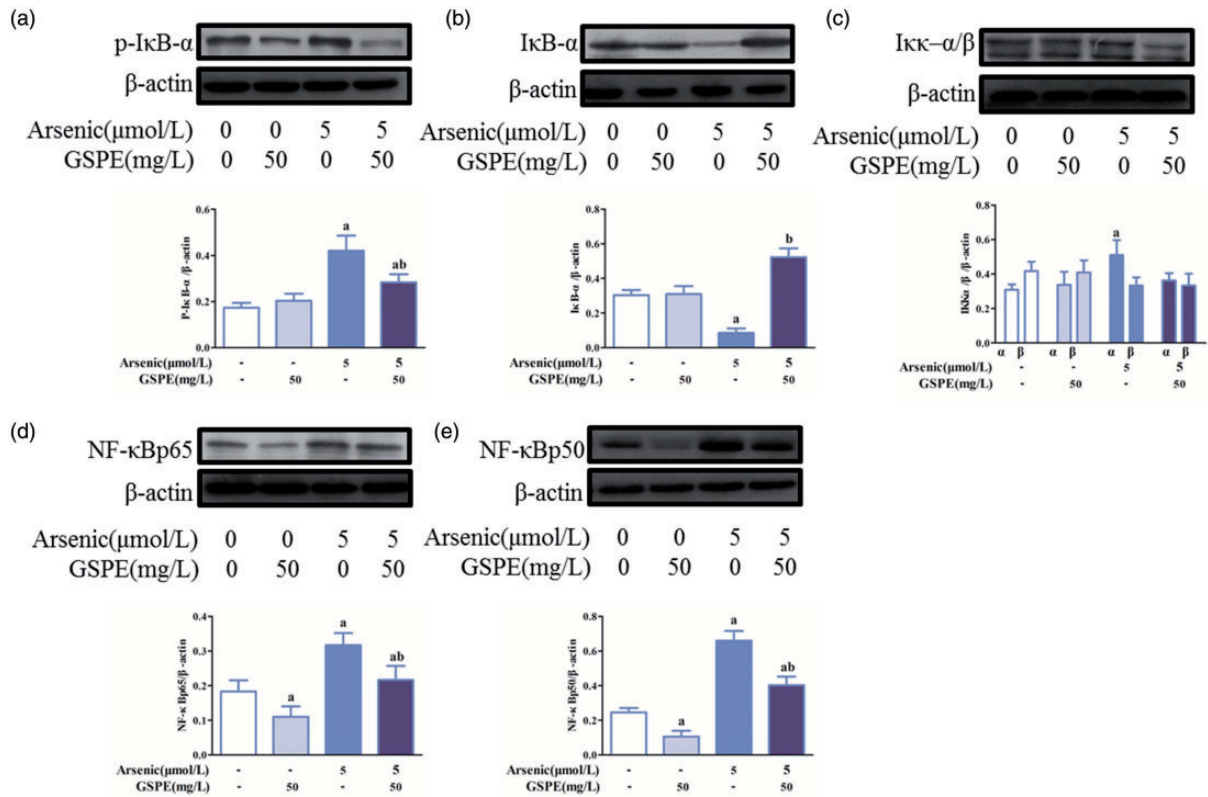 (a)
p-IκB-α
β-actin
Arsenic(μmol/L) 0 0 5 5
GSPE(mg/L) 0 50 0 50
P-IκB-α /β-actin
0.6
0.4
0.2
0.0
a
ab
Arsenic(μmol/L) - - 5 5
GSPE(mg/L) - 50 - 50
(b)
IκB-α
β-actin
Arsenic(μmol/L) 0 0 5 5
GSPE(mg/L) 0 50 0 50
IκB-α /β-actin
0.6
0.4
0.2
0.0
a
b
Arsenic(μmol/L) - - 5 5
GSPE(mg/L) - 50 - 50
(c)
Iκκ–α/β
β-actin
Arsenic(μmol/L) 0 0 5 5
GSPE(mg/L) 0 50 0 50
IKKα /β /β-actin
0.8
0.6
0.4
0.2
0.0
a
α β α β α β α β
Arsenic(μmol/L) - - 5 5
GSPE(mg/L) - 50 - 50
(d)
NF-κBp65
β-actin
Arsenic(μmol/L) 0 0 5 5
GSPE(mg/L) 0 50 0 50
NF-κ Bp65/β-actin
0.4
0.3
0.2
0.1
0.0
a
a
ab
Arsenic(μmol/L) - - 5 5
GSPE(mg/L) - 50 - 50
(e)
NF-κBp50
β-actin
Arsenic(μmol/L) 0 0 5 5
GSPE(mg/L) 0 50 0 50
NF-κ Bp50/β-actin
0.8
0.6
0.4
0.2
0.0
a
a
ab
Arsenic(μmol/L) - - 5 5
GSPE(mg/L) - 50 - 50